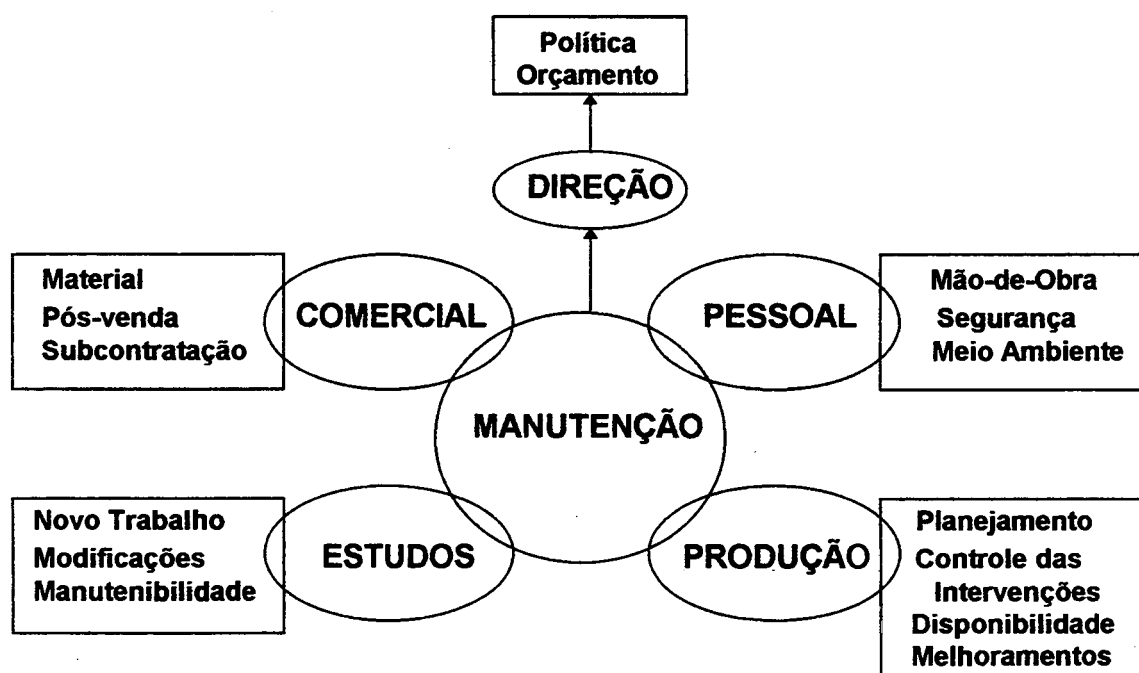 Política
Orçamento
DIREÇÃO
Material
Pós-venda
Subcontratação
COMERCIAL
PESSOAL
Mão-de-Obra
Segurança
Meio Ambiente
MANUTENÇÃO
Novo Trabalho
Modificações
Manutenibilidade
ESTUDOS
PRODUÇÃO
Planejamento
Controle das
Intervenções
Disponibilidade
Melhoramentos